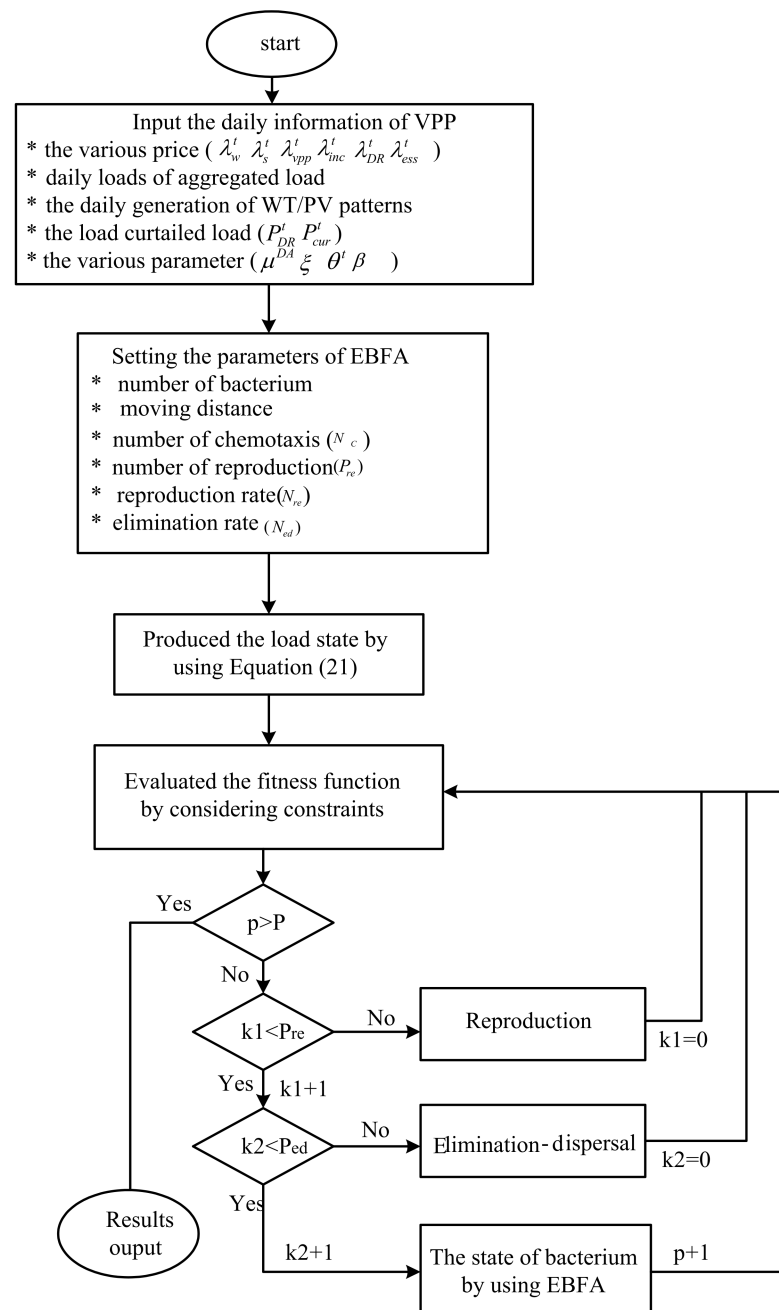 start
Input the daily information of VPP
* the various price ( λ_w^t λ_s^t λ_vpp^t λ_inc^t λ_DR^t λ_ess^t )
* daily loads of aggregated load
* the daily generation of WT/PV patterns
* the load curtailed load (P_DR^t P_cur^t)
* the various parameter ( μ^DA ξ θ^t β )
Setting the parameters of EBFA
* number of bacterium
* moving distance
* number of chemotaxis (N_C)
* number of reproduction(P_re)
* reproduction rate(N_re)
* elimination rate (N_ed)
Produced the load state by
using Equation (21)
Evaluated the fitness function
by considering constraints
Yes
p>P
No
k1<Pre
No
Reproduction
k1=0
Yes
k1+1
k2<Ped
No
Elimination-dispersal
k2=0
Yes
Results
ouput
k2+1
The state of bacterium
by using EBFA
p+1